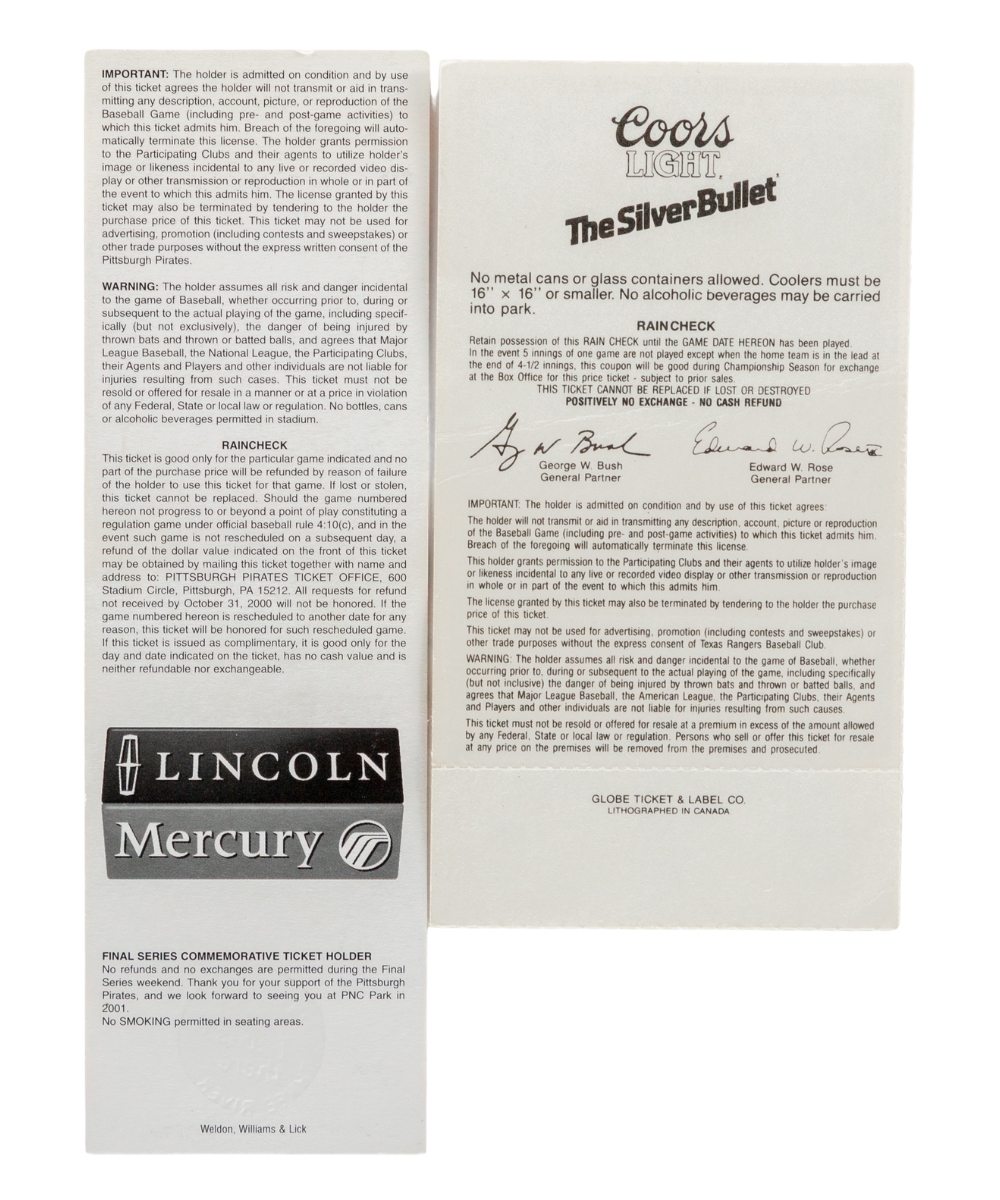 IMPORTANT: The holder is admitted on condition and by use
of this ticket agrees the holder will not transmit or aid in trans-
mitting any description, account, picture, or reproduction of the
Baseball Game (including pre- and post-game activities) to
which this ticket admits him. Breach of the foregoing will auto-
matically terminate this license. The holder grants permission
to the Participating Clubs and their agents to utilize holder's
image or likeness incidental to any live or recorded video dis-
play or other transmission or reproduction in whole or in part of
the event to which this admits him. The license granted by this
ticket may also be terminated by tendering to the holder the
purchase price of this ticket. This ticket may not be used for
advertising, promotion (including contests and sweepstakes) or
other trade purposes without the express written consent of the
Pittsburgh Pirates.
WARNING: The holder assumes all risk and danger incidental
to the game of Baseball, whether occurring prior to, during or
subsequent to the actual playing of the game, including specif-
ically (but not exclusively), the danger of being injured by
thrown bats and thrown or batted balls, and agrees that Major
League Baseball, the National League, the Participating Clubs,
their Agents and Players and other individuals are not liable for
injuries resulting from such cases. This ticket must not be
resold or offered for resale in a manner or at a price in violation
of any Federal, State or local law or regulation. No bottles, cans
or alcoholic beverages permitted in stadium.
RAINCHECK
This ticket is good only for the particular game indicated and no
part of the purchase price will be refunded by reason of failure
of the holder to use this ticket for that game. If lost or stolen,
this ticket cannot be replaced. Should the game numbered
hereon not progress to or beyond a point of play constituting a
regulation game under official baseball rule 4:10(c), and in the
event such game is not rescheduled on a subsequent day, a
refund of the dollar value indicated on the front of this ticket
may be obtained by mailing this ticket together with name and
address to: PITTSBURGH PIRATES TICKET OFFICE, 600
Stadium Circle, Pittsburgh, PA 15212. All requests for refund
not received by October 31, 2000 will not be honored. If the
game numbered hereon is rescheduled to another date for any
reason, this ticket will be honored for such rescheduled game.
If this ticket is issued as complimentary, it is good only for the
day and date indicated on the ticket, has no cash value and is
neither refundable nor exchangeable.
LINCOLN
Mercury
FINAL SERIES COMMEMORATIVE TICKET HOLDER
No refunds and no exchanges are permitted during the Final
Series weekend. Thank you for your support of the Pittsburgh
Pirates, and we look forward to seeing you at PNC Park in
2001.
No SMOKING permitted in seating areas.
Weldon, Williams & Lick
Coors
LIGHT
The Silver Bullet
No metal cans or glass containers allowed. Coolers must be
16'' × 16'' or smaller. No alcoholic beverages may be carried
into park.
RAIN CHECK
Retain possession of this RAIN CHECK until the GAME DATE HEREON has been played.
In the event 5 innings of one game are not played except when the home team is in the lead at
the end of 4-1/2 innings, this coupon will be good during Championship Season for exchange
at the Box Office for this price ticket - subject to prior sales.
THIS TICKET CANNOT BE REPLACED IF LOST OR DESTROYED
POSITIVELY NO EXCHANGE - NO CASH REFUND
G W Bush Edward W. Rose
George W. Bush Edward W. Rose
General Partner General Partner
IMPORTANT: The holder is admitted on condition and by use of this ticket agrees:
The holder will not transmit or aid in transmitting any description, account, picture or reproduction
of the Baseball Game (including pre- and post-game activities) to which this ticket admits him.
Breach of the foregoing will automatically terminate this license.
This holder grants permission to the Participating Clubs and their agents to utilize holder's image
or likeness incidental to any live or recorded video display or other transmission or reproduction
in whole or in part of the event to which this admits him.
The license granted by this ticket may also be terminated by tendering to the holder the purchase
price of this ticket.
This ticket may not be used for advertising, promotion (including contests and sweepstakes) or
other trade purposes without the express consent of Texas Rangers Baseball Club.
WARNING: The holder assumes all risk and danger incidental to the game of Baseball, whether
occurring prior to, during or subsequent to the actual playing of the game, including specifically
(but not inclusive) the danger of being injured by thrown bats and thrown or batted balls, and
agrees that Major League Baseball, the American League, the Participating Clubs, their Agents
and Players and other individuals are not liable for injuries resulting from such causes.
This ticket must not be resold or offered for resale at a premium in excess of the amount allowed
by any Federal, State or local law or regulation. Persons who sell or offer this ticket for resale
at any price on the premises will be removed from the premises and prosecuted.
GLOBE TICKET & LABEL CO.
LITHOGRAPHED IN CANADA